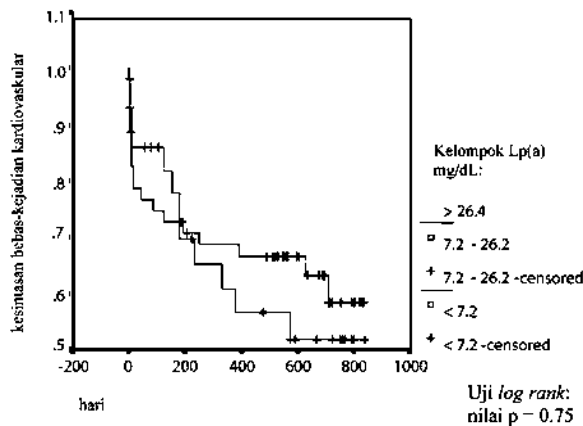 kesintasan bebas-kejadian kardiovaskular
1.1
1.0
.9
.8
.7
.6
.5
-200
0
200
400
600
800
1000
hari
Kelompok Lp(a)
mg/dL:
> 26.4
7.2 - 26.2
7.2 - 26.2 -censored
< 7.2
< 7.2 -censored
Uji log rank:
nilai p = 0.75